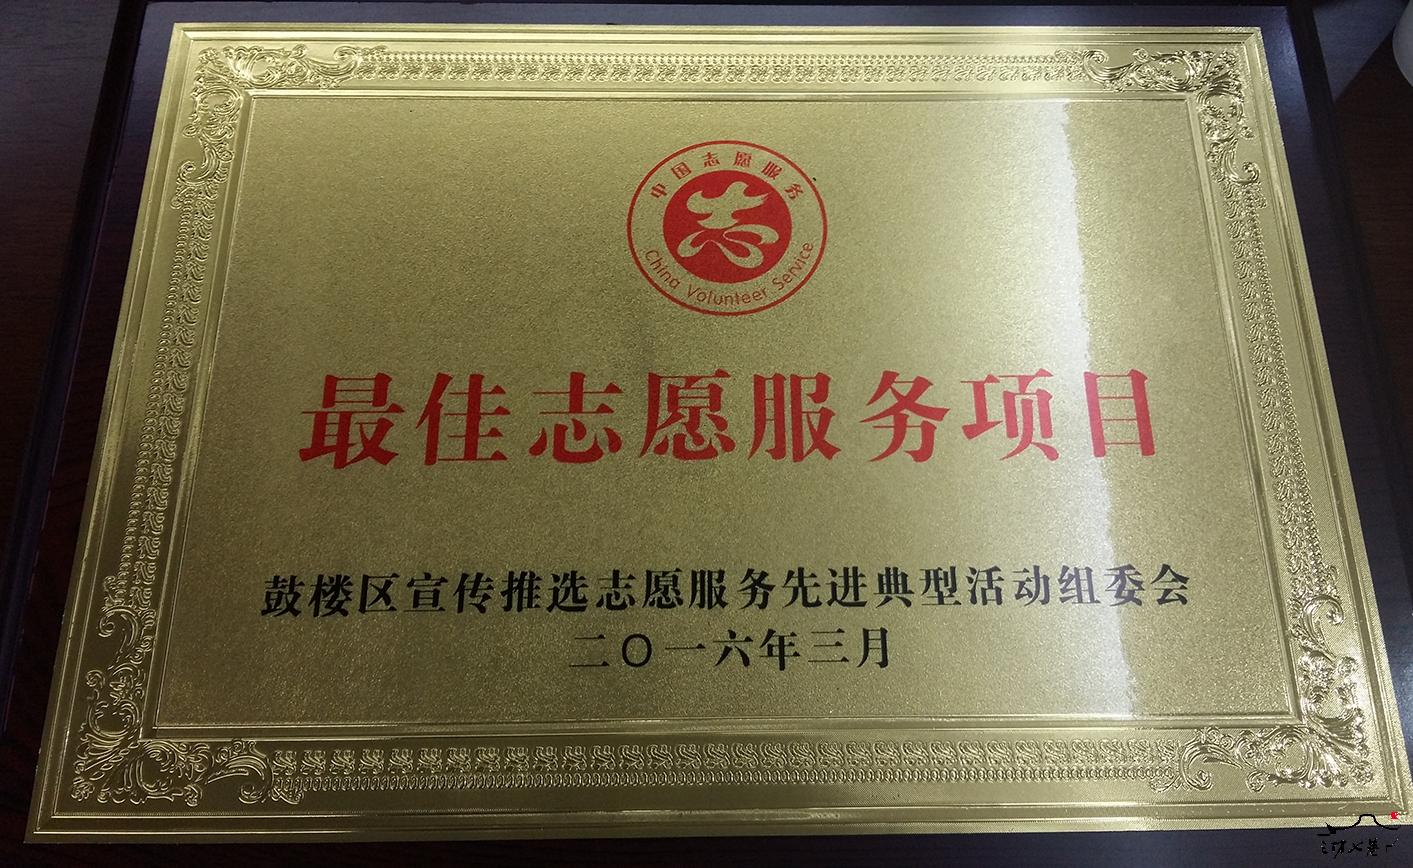 中国志愿服务
China Volunteer Service
最佳志愿服务项目
鼓楼区宣传推选志愿服务先进典型活动组委会
二〇一六年三月